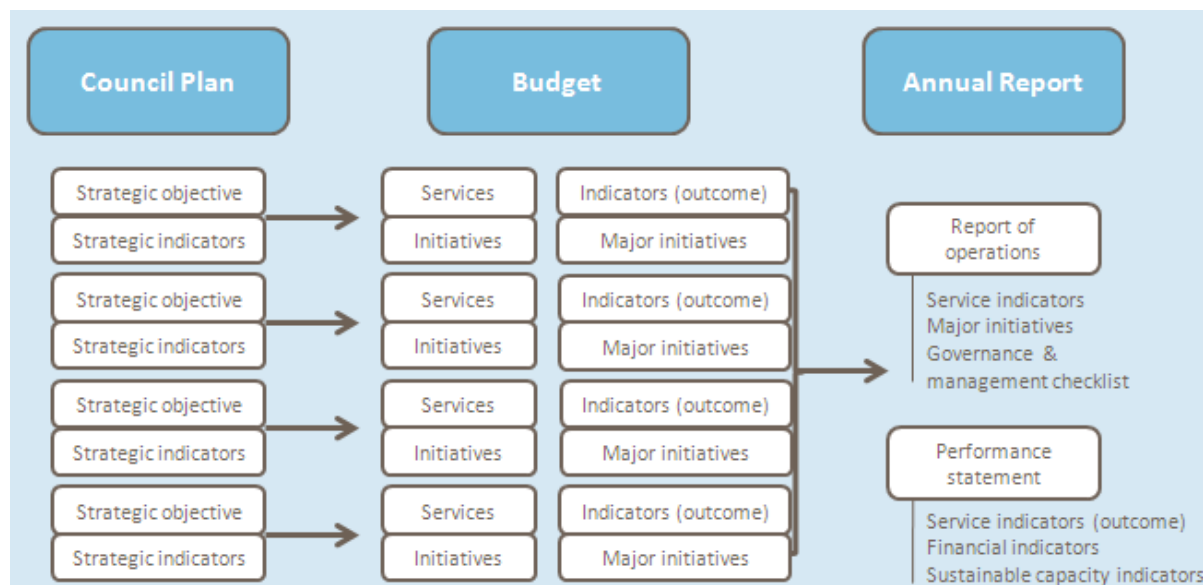 Council Plan
Budget
Annual Report
Strategic objective
Strategic indicators
Services
Initiatives
Indicators (outcome)
Major initiatives
Strategic objective
Strategic indicators
Services
Initiatives
Indicators (outcome)
Major initiatives
Strategic objective
Strategic indicators
Services
Initiatives
Indicators (outcome)
Major initiatives
Strategic objective
Strategic indicators
Services
Initiatives
Indicators (outcome)
Major initiatives
Report of
operations
Service indicators
Major initiatives
Governance &
management checklist
Performance
statement
Service indicators (outcome)
Financial indicators
Sustainable capacity indicators